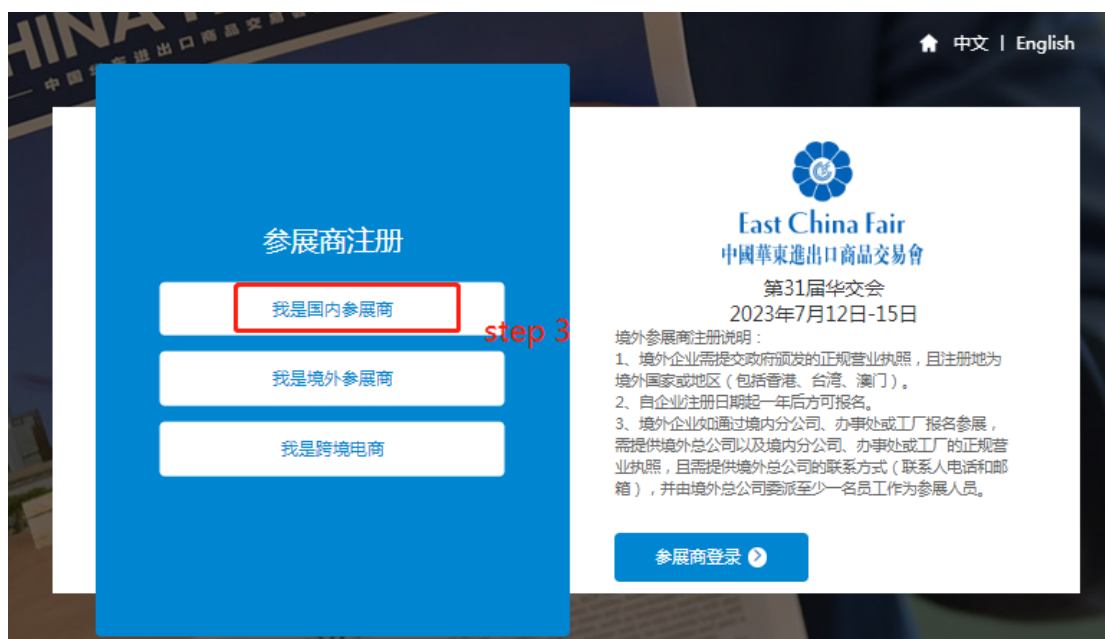 中国华东进出口商品交易会
中文 | English
参展商注册
我是国内参展商
step 3
我是境外参展商
我是跨境电商
East China Fair
中國華東進出口商品交易會
第31届华交会
2023年7月12日-15日
境外参展商注册说明：
1、境外企业需提交政府颁发的正规营业执照，且注册地为
境外国家或地区（包括香港、台湾、澳门）。
2、自企业注册日期起一年后方可报名。
3、境外企业如通过境内分公司、办事处或工厂报名参展，
需提供境外总公司以及境内分公司、办事处或工厂的正规营
业执照，且需提供境外总公司的联系方式（联系人电话和邮
箱），并由境外总公司委派至少一名员工作为参展人员。
参展商登录